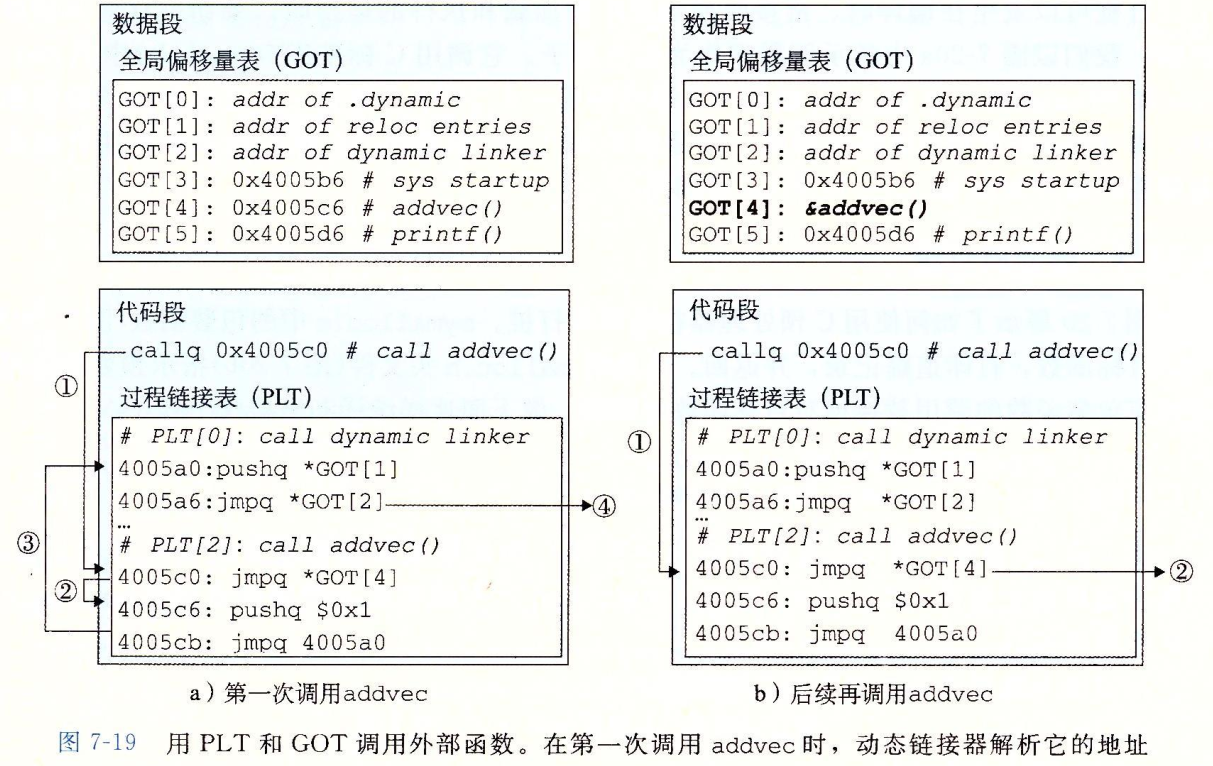 数据段
全局偏移量表（GOT）
GOT[0]: addr of .dynamic
GOT[1]: addr of reloc entries
GOT[2]: addr of dynamic linker
GOT[3]: 0x4005b6 # sys startup
GOT[4]: 0x4005c6 # addvec()
GOT[5]: 0x4005d6 # printf()
代码段
callq 0x4005c0 # call addvec()
①
过程链接表（PLT）
# PLT[0]: call dynamic linker
4005a0:pushq *GOT[1]
4005a6:jmpq *GOT[2]
④
…
③
# PLT[2]: call addvec()
4005c0: jmpq *GOT[4]
②
4005c6: pushq $0x1
4005cb: jmpq 4005a0
a）第一次调用addvec
数据段
全局偏移量表（GOT）
GOT[0]: addr of .dynamic
GOT[1]: addr of reloc entries
GOT[2]: addr of dynamic linker
GOT[3]: 0x4005b6 # sys startup
GOT[4]: &addvec()
GOT[5]: 0x4005d6 # printf()
代码段
callq 0x4005c0 # call addvec()
过程链接表（PLT）
①
# PLT[0]: call dynamic linker
4005a0:pushq *GOT[1]
4005a6:jmpq *GOT[2]
…
# PLT[2]: call addvec()
4005c0: jmpq *GOT[4]
②
4005c6: pushq $0x1
4005cb: jmpq 4005a0
b）后续再调用addvec
图 7-19 用 PLT 和 GOT 调用外部函数。在第一次调用 addvec 时，动态链接器解析它的地址